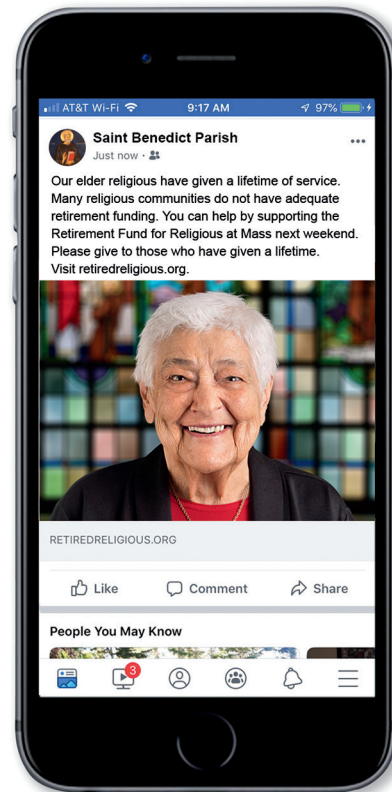 AT&T Wi-Fi 9:17 AM 97%
Saint Benedict Parish
Just now ·
Our elder religious have given a lifetime of service.
Many religious communities do not have adequate
retirement funding. You can help by supporting the
Retirement Fund for Religious at Mass next weekend.
Please give to those who have given a lifetime.
Visit retiredreligious.org.
RETIREDRELIGIOUS.ORG
Like Comment Share
People You May Know
3